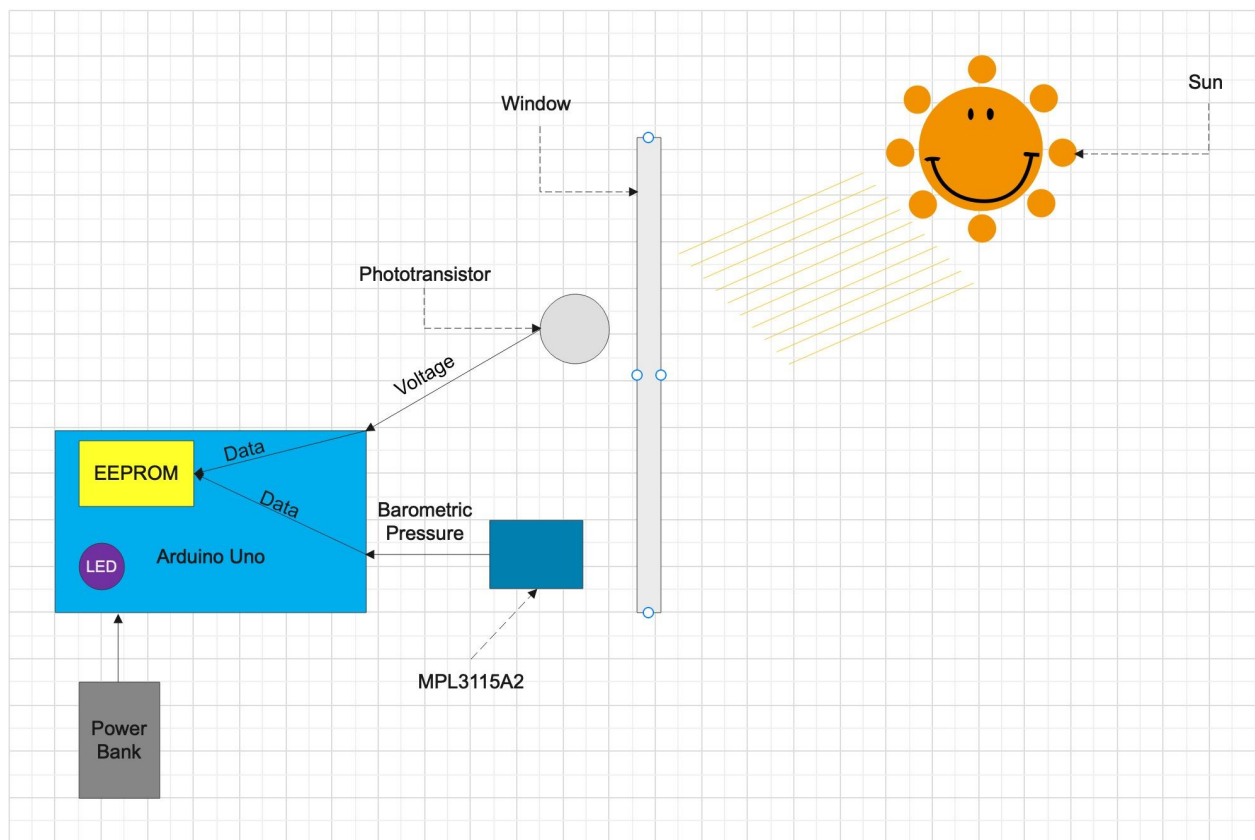 Sun
Window
Phototransistor
Voltage
Data
EEPROM
Data
Barometric
Pressure
Arduino Uno
LED
MPL3115A2
Power
Bank